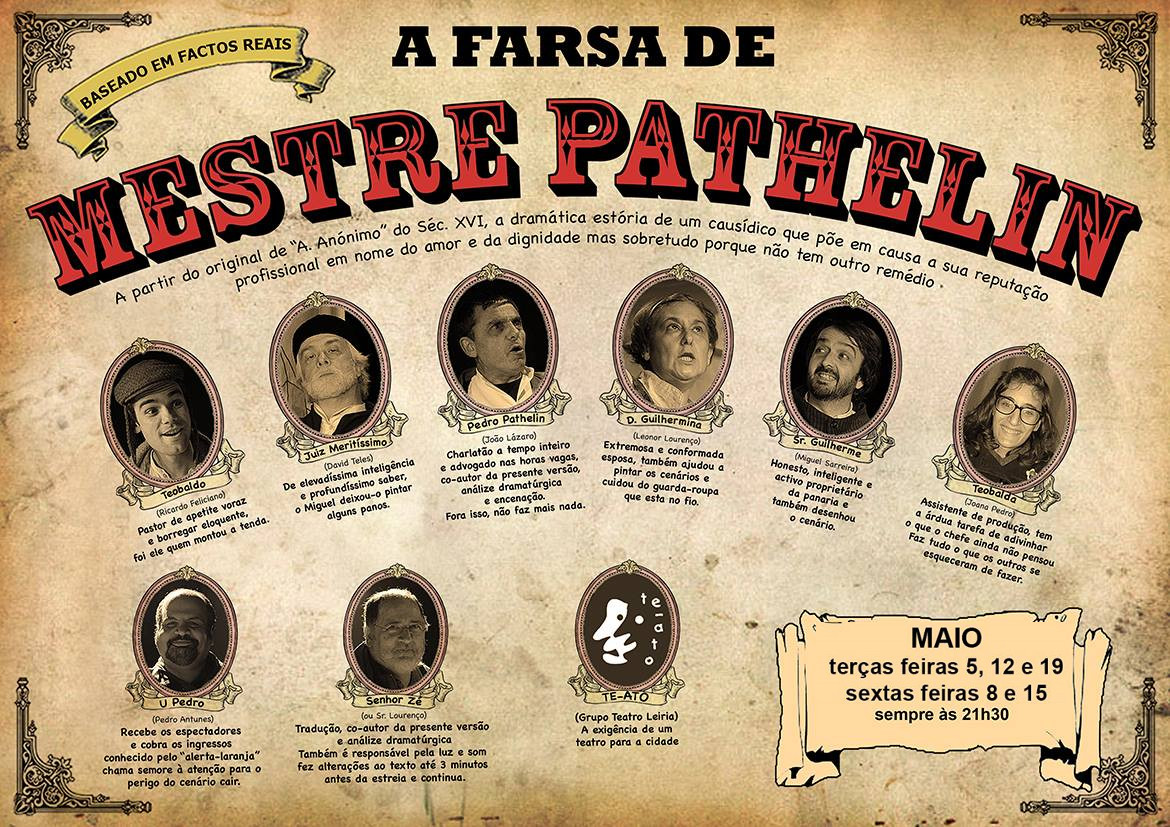 BASEADO EM FACTOS REAIS
A FARSA DE
MESTRE PATHELIN
A partir do original de “A. Anónimo” do Séc. XVI, a dramática estória de um causídico que põe em causa a sua reputação
profissional em nome do amor e da dignidade mas sobretudo porque não tem outro remédio .
Teobaldo
(Ricardo Feliciano)
Pastor de apetite voraz
e borregar eloquente,
foi ele quem montou a tenda.
Juiz Meritíssimo
(David Teles)
De elevadíssima inteligência
e profundíssimo saber,
o Miguel deixou-o pintar
alguns panos.
Pedro Pathelin
(João Lázaro)
Charlatão a tempo inteiro
e advogado nas horas vagas,
co-autor da presente versão,
análize dramatúrgica
e encenação.
Fora isso, não faz mais nada.
D. Guilhermina
(Leonor Lourenço)
Extremosa e conformada
esposa, também ajudou a
pintar os cenários e
cuidou do guarda-roupa
que esta no fio.
Sr. Guilherme
(Miguel Sarreira)
Honesto, inteligente e
activo proprietário
da panaria e
também desenhou
o cenário.
Teobalda
(Joana Pedro)
Assistente de produção, tem
a árdua tarefa de adivinhar
o que o chefe ainda não pensou
Faz tudo o que os outros se
esqueceram de fazer.
U Pedro
(Pedro Antunes)
Recebe os espectadores
e cobra os ingressos
conhecido pelo “alerta-laranja”
chama semore à atenção para o
perigo do cenário cair.
Senhor Zé
(ou Sr. Lourenço)
Tradução, co-autor da presente versão
e análize dramatúrgica
Também é responsável pela luz e som
fez alterações ao texto até 3 minutos
antes da estreia e continua.
te-ato
TE-ATO
(Grupo Teatro Leiria)
A exigência de um
teatro para a cidade
MAIO
terças feiras 5, 12 e 19
sextas feiras 8 e 15
sempre às 21h30